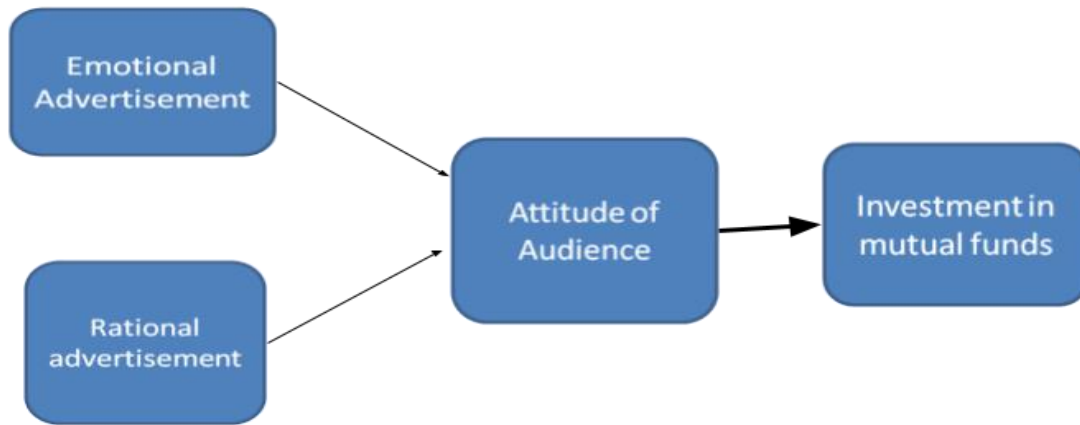 Emotional
Advertisement
Attitude of
Audience
Investment in
mutual funds
Rational
advertisement